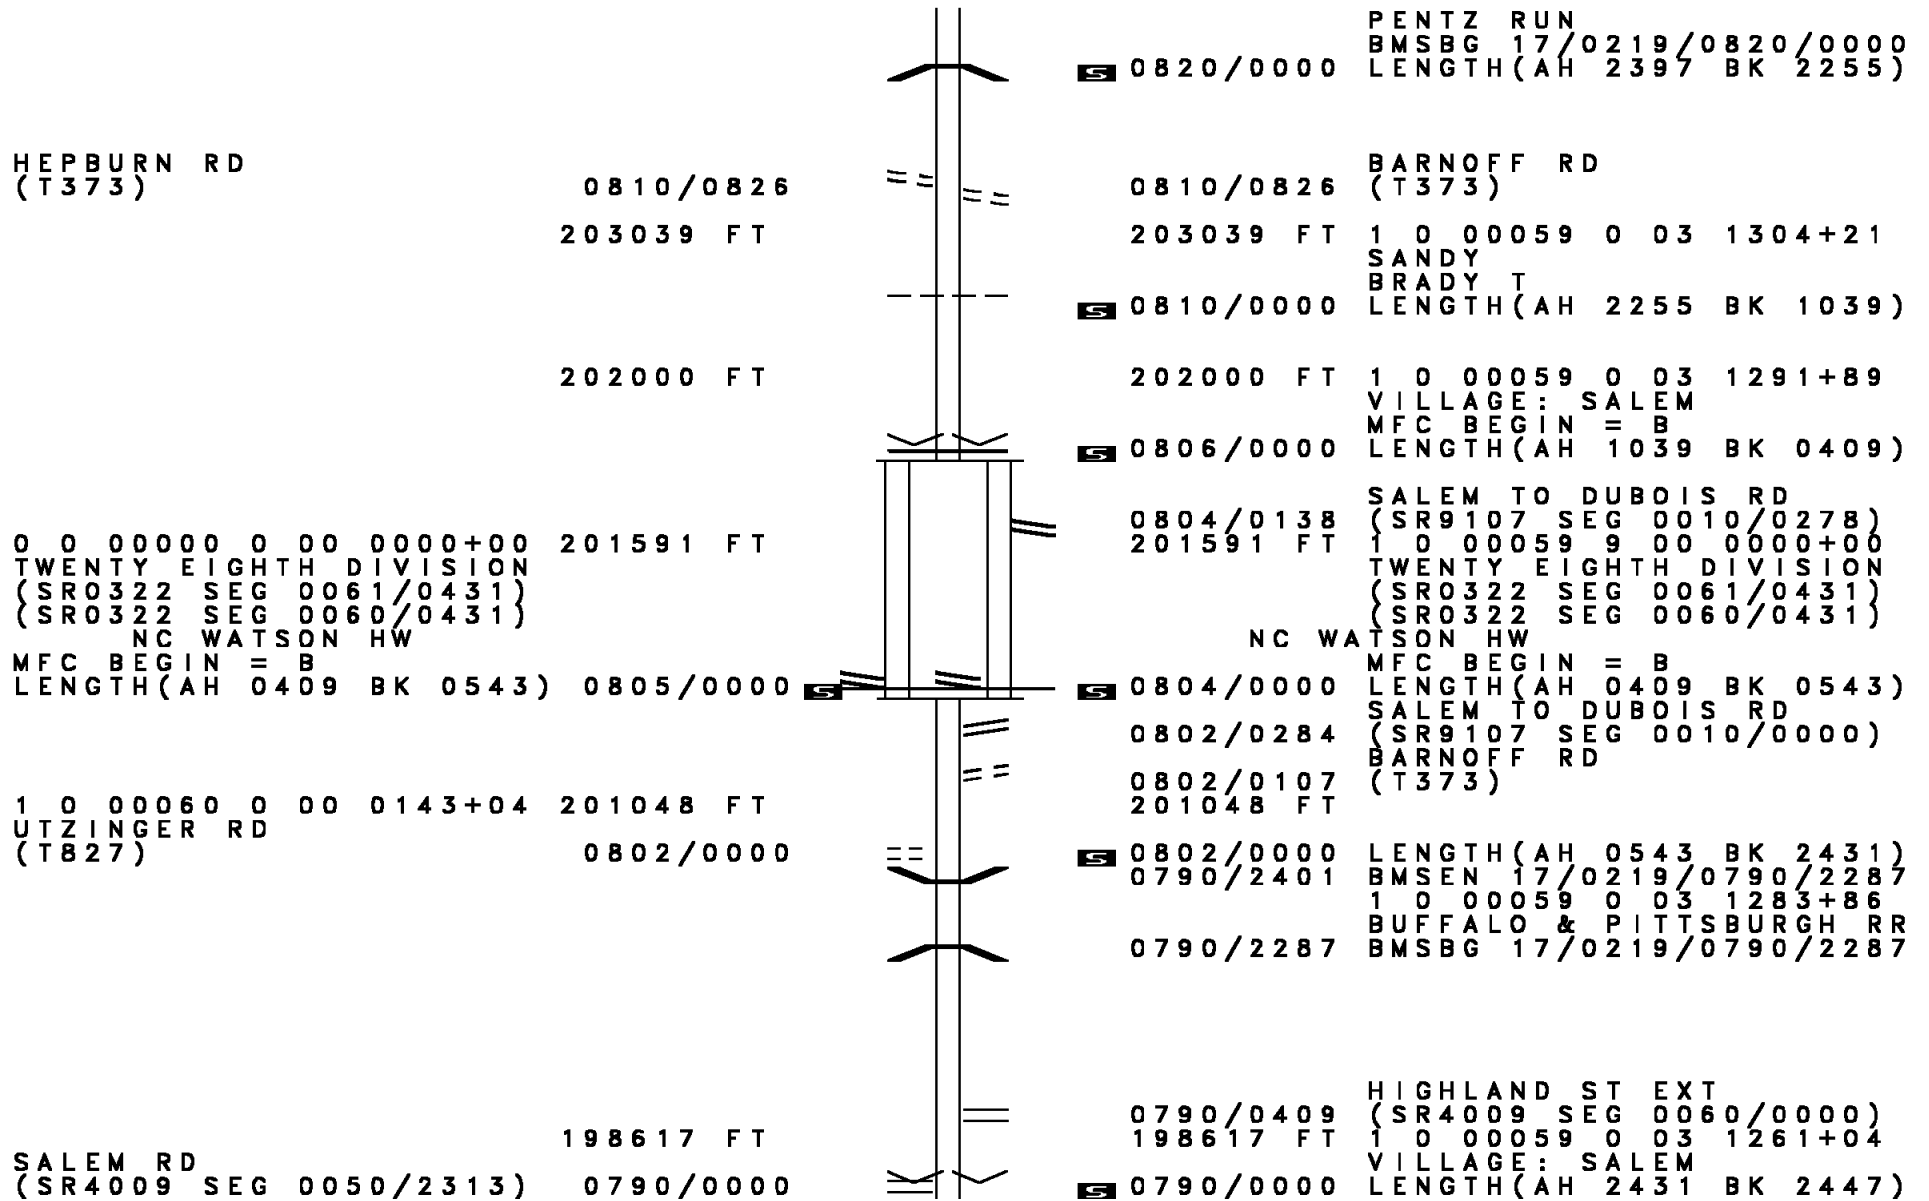 PENTZ RUN
BMSBG 17/0219/0820/0000
S 0820/0000 LENGTH(AH 2397 BK 2255)
HEPBURN RD BARNOFF RD
(T373) 0810/0826 0810/0826 (T373)
203039 FT 203039 FT 1 0 00059 0 03 1304+21
SANDY
BRADY T
S 0810/0000 LENGTH(AH 2255 BK 1039)
202000 FT 202000 FT 1 0 00059 0 03 1291+89
VILLAGE: SALEM
MFC BEGIN = B
S 0806/0000 LENGTH(AH 1039 BK 0409)
SALEM TO DUBOIS RD
0804/0138 (SR9107 SEG 0010/0278)
0 0 00000 0 00 0000+00 201591 FT 201591 FT 1 0 00059 9 00 0000+00
TWENTY EIGHTH DIVISION TWENTY EIGHTH DIVISION
(SR0322 SEG 0061/0431) (SR0322 SEG 0061/0431)
(SR0322 SEG 0060/0431) (SR0322 SEG 0060/0431)
NC WATSON HW NC WATSON HW
MFC BEGIN = B MFC BEGIN = B
LENGTH(AH 0409 BK 0543) 0805/0000 S S 0804/0000 LENGTH(AH 0409 BK 0543)
SALEM TO DUBOIS RD
0802/0284 (SR9107 SEG 0010/0000)
BARNOFF RD
0802/0107 (T373)
1 0 00060 0 00 0143+04 201048 FT 201048 FT
UTZINGER RD
(T827) 0802/0000 S 0802/0000 LENGTH(AH 0543 BK 2431)
0790/2401 BMSEN 17/0219/0790/2287
1 0 00059 0 03 1283+86
BUFFALO & PITTSBURGH RR
0790/2287 BMSBG 17/0219/0790/2287
HIGHLAND ST EXT
0790/0409 (SR4009 SEG 0060/0000)
198617 FT 198617 FT 1 0 00059 0 03 1261+04
SALEM RD VILLAGE: SALEM
(SR4009 SEG 0050/2313) 0790/0000 S 0790/0000 LENGTH(AH 2431 BK 2447)